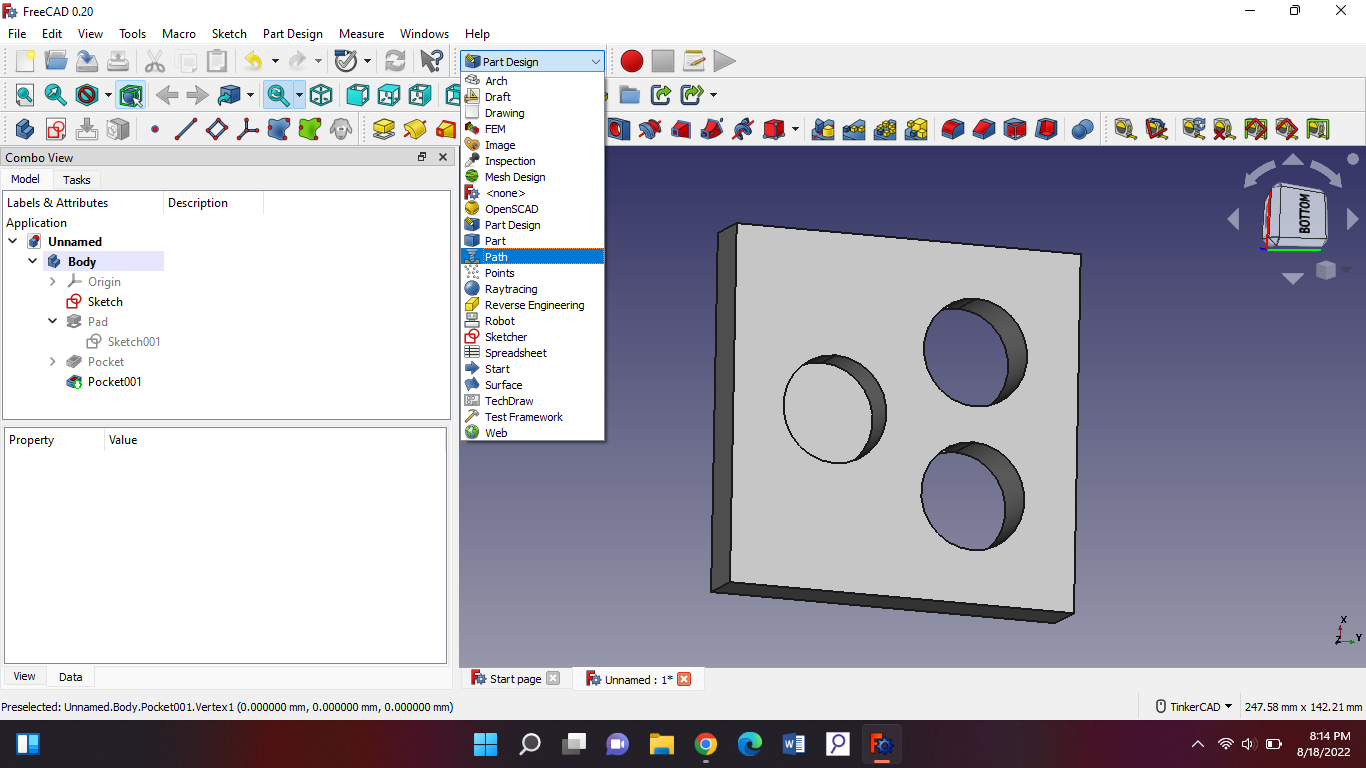 FreeCAD 0.20
File Edit View Tools Macro Sketch Part Design Measure Windows Help
Part Design
Arch
Draft
Drawing
FEM
Image
Inspection
Mesh Design
<none>
OpenSCAD
Part Design
Part
Path
Points
Raytracing
Reverse Engineering
Robot
Sketcher
Spreadsheet
Start
Surface
TechDraw
Test Framework
Web
Combo View
Model Tasks
Labels & Attributes Description
Application
Unnamed
Body
Origin
Sketch
Pad
Sketch001
Pocket
Pocket001
Property Value
View Data
BOTTOM
X
Y
Z
Start page Unnamed : 1*
Preselected: Unnamed.Body.Pocket001.Vertex1 (0.000000 mm, 0.000000 mm, 0.000000 mm)
TinkerCAD 247.58 mm x 142.21 mm
8:14 PM
8/18/2022